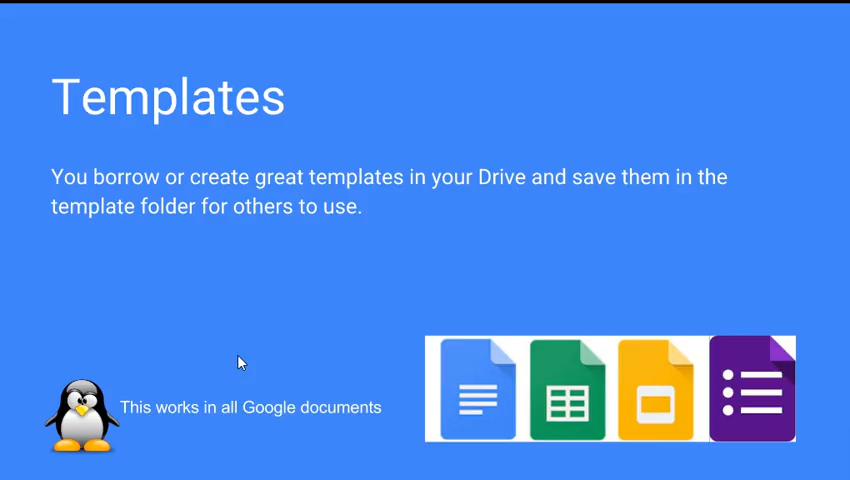 Templates
You borrow or create great templates in your Drive and save them in the
template folder for others to use.
This works in all Google documents